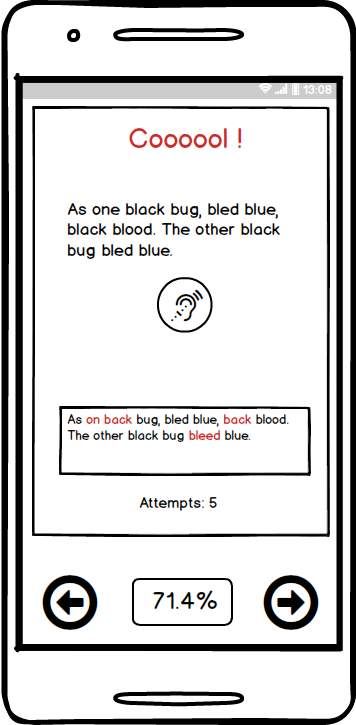 13:08
Coooool !
As one black bug, bled blue,
black blood. The other black
bug bled blue.
As on back bug, bled blue, back blood.
The other black bug bleed blue.
Attempts: 5
71.4%